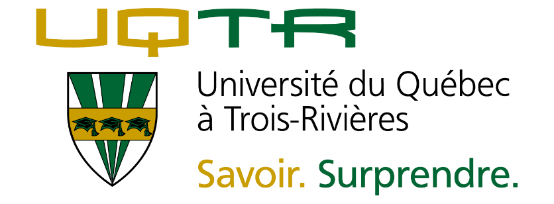 UQTR
Université du Québec
à Trois-Rivières
Savoir. Surprendre.